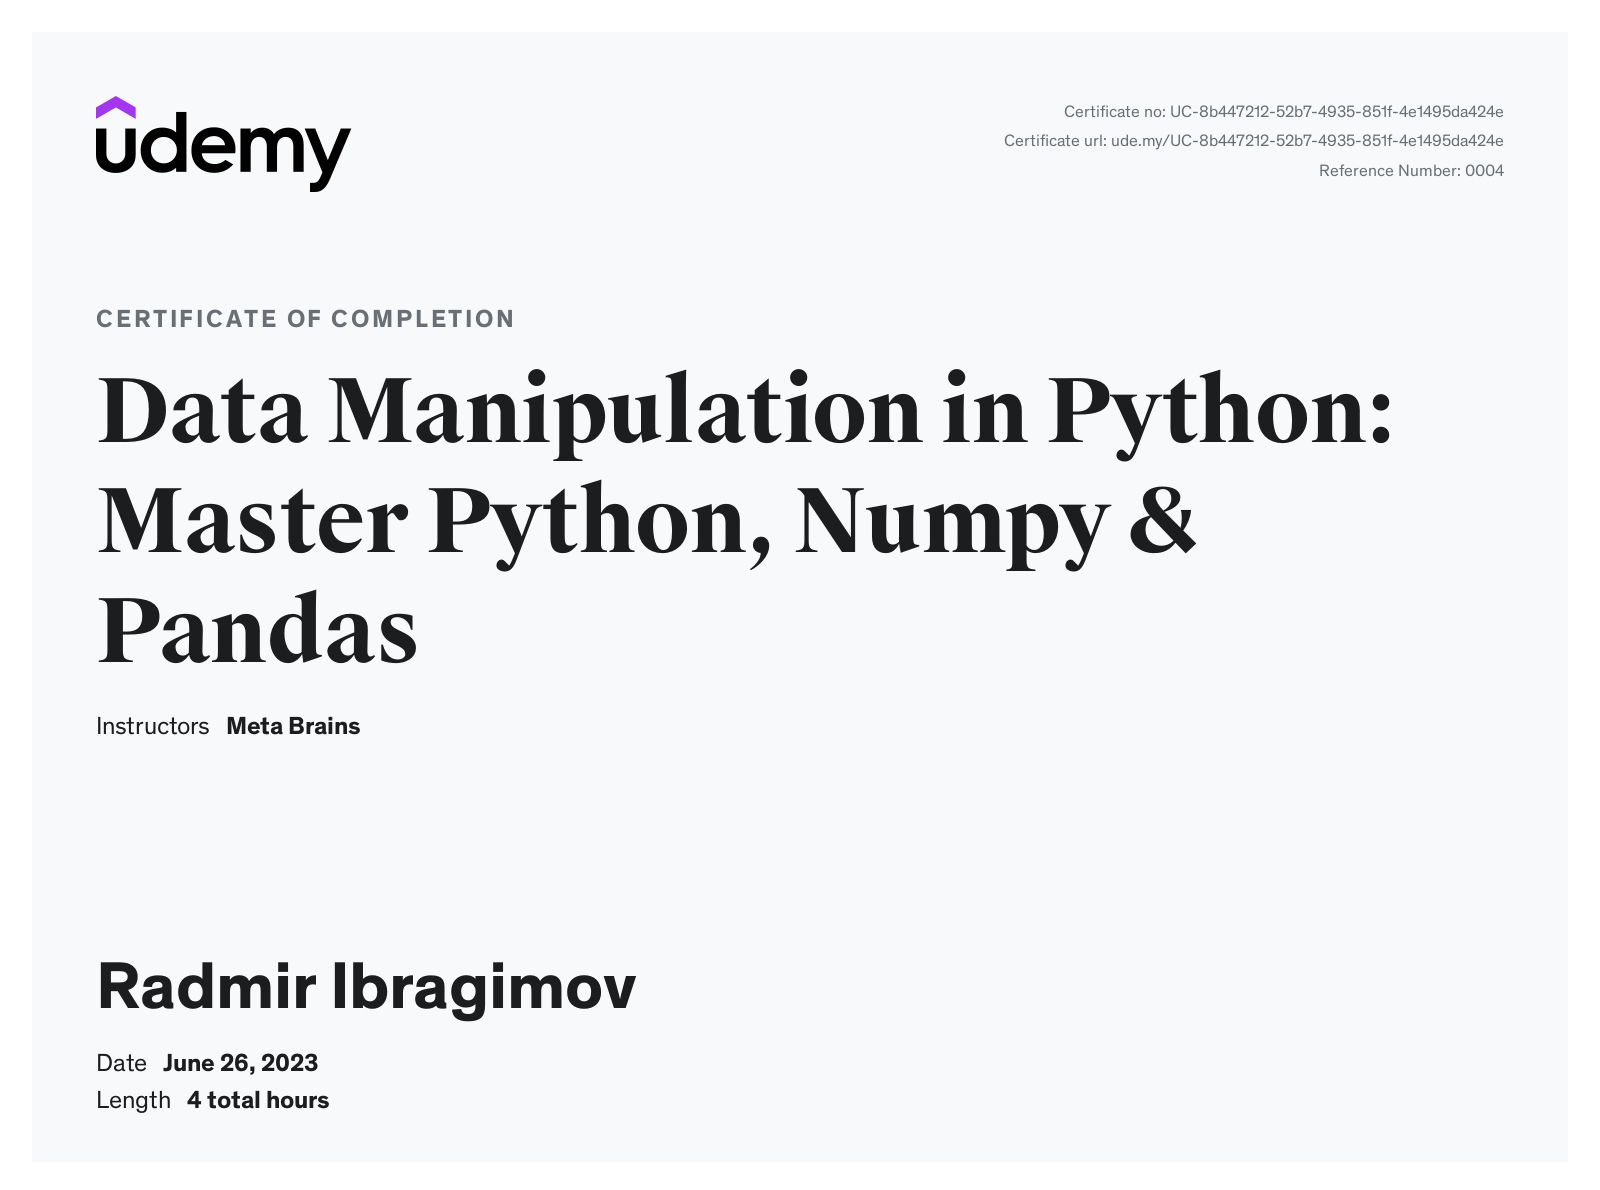 udemy
Certificate no: UC-8b447212-52b7-4935-851f-4e1495da424e
Certificate url: ude.my/UC-8b447212-52b7-4935-851f-4e1495da424e
Reference Number: 0004
CERTIFICATE OF COMPLETION
Data Manipulation in Python:
Master Python, Numpy &
Pandas
Instructors Meta Brains
Radmir Ibragimov
Date June 26, 2023
Length 4 total hours